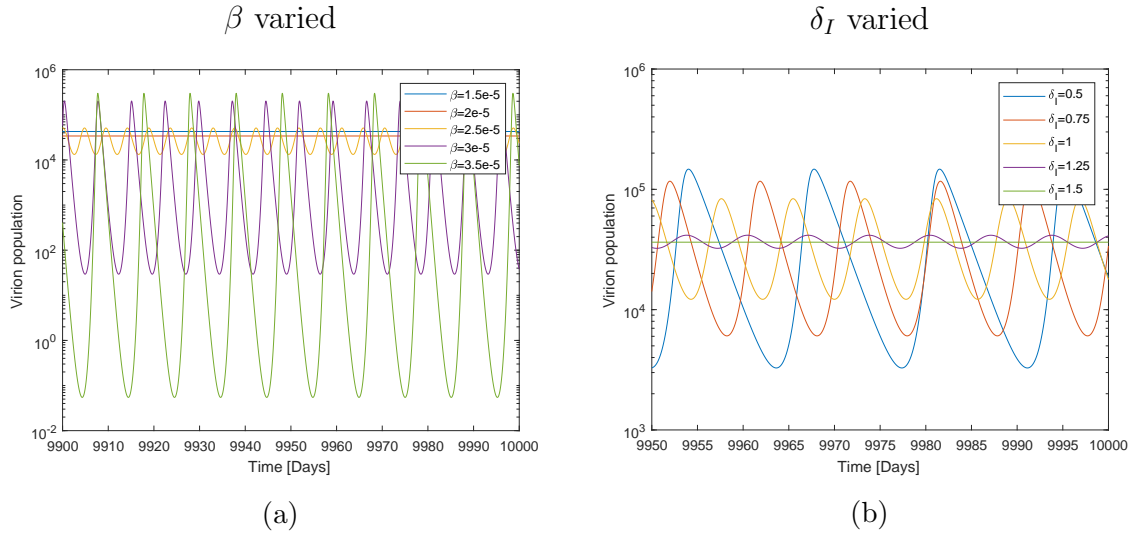 β varied
δ_I varied
10^6
10^4
10^2
10^0
10^-2
Virion population
β=1.5e-5
β=2e-5
β=2.5e-5
β=3e-5
β=3.5e-5
9900 9910 9920 9930 9940 9950 9960 9970 9980 9990 10000
Time [Days]
(a)
10^6
10^5
10^4
10^3
Virion population
δ_I=0.5
δ_I=0.75
δ_I=1
δ_I=1.25
δ_I=1.5
9950 9955 9960 9965 9970 9975 9980 9985 9990 9995 10000
Time [Days]
(b)